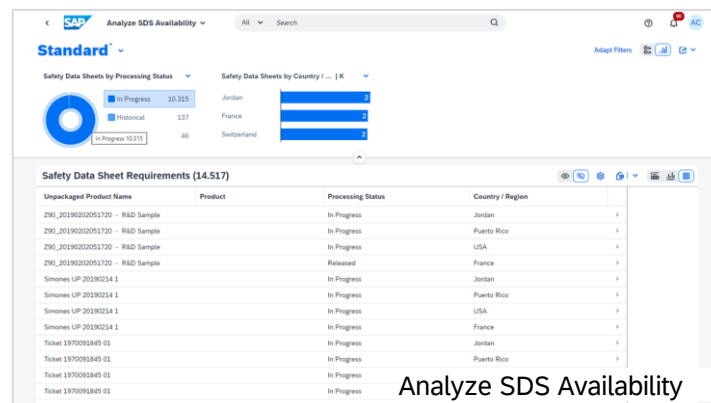 SAP Analyze SDS Availability All Search 90 AC
Standard*
Adapt Filters
Safety Data Sheets by Processing Status
Safety Data Sheets by Country / ... | K
In Progress 10.315
Historical 137
46
In Progress 10.315
Jordan 2
France 2
Switzerland 2
Safety Data Sheet Requirements (14.517)
Unpackaged Product Name Product Processing Status Country / Region
Z90_20190202051720 - R&D Sample In Progress Jordan
Z90_20190202051720 - R&D Sample In Progress Puerto Rico
Z90_20190202051720 - R&D Sample In Progress USA
Z90_20190202051720 - R&D Sample Released France
Simones UP 20190214 1 In Progress Jordan
Simones UP 20190214 1 In Progress Puerto Rico
Simones UP 20190214 1 In Progress USA
Simones UP 20190214 1 In Progress France
Ticket 1970091845 01 In Progress Jordan
Ticket 1970091845 01 In Progress Puerto Rico
Ticket 1970091845 01 In Progress
Ticket 1970091845 01 In Progress
Analyze SDS Availability